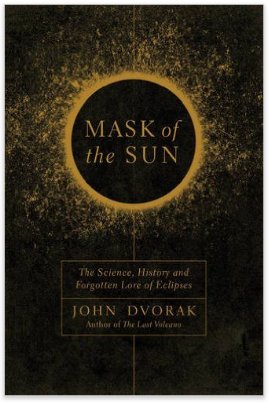 MASK of
the SUN
The Science, History and
Forgotten Lore of Eclipses
JOHN DVORAK
Author of The Last Volcano